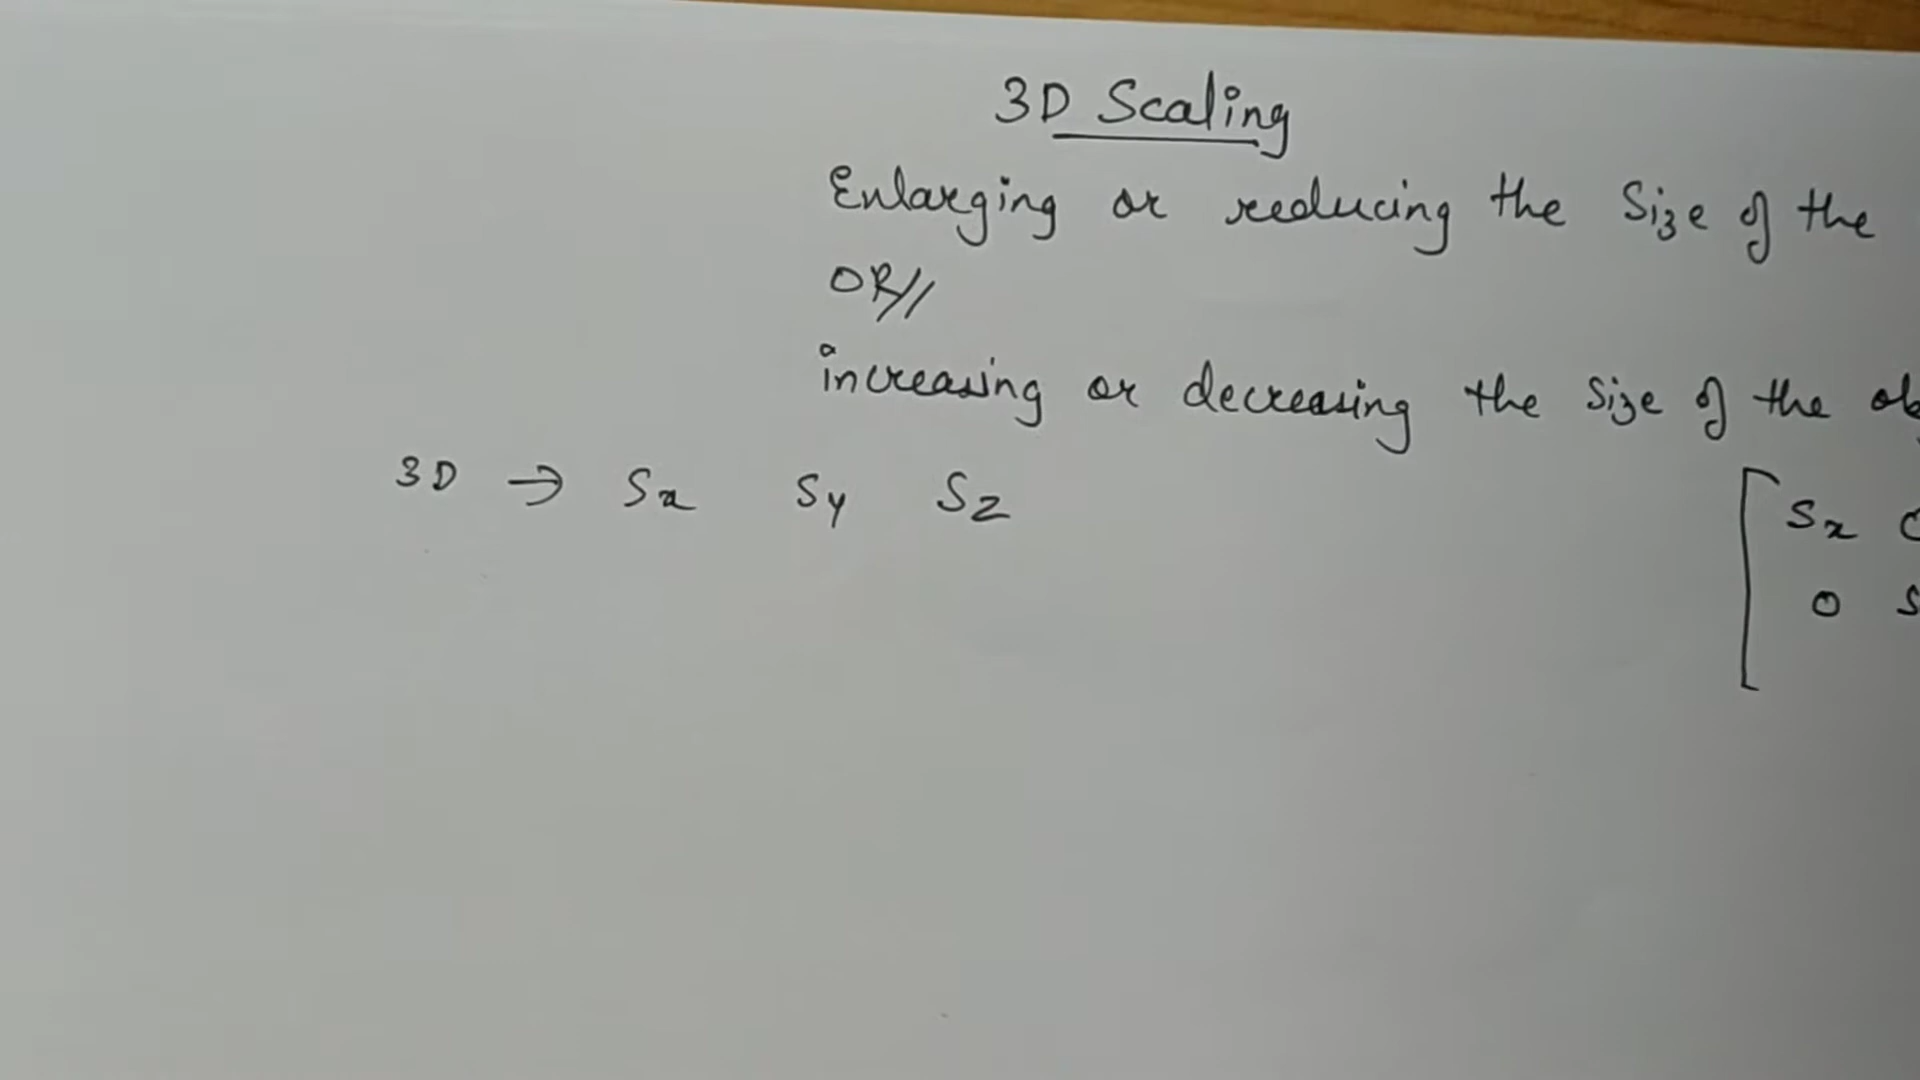 3D Scaling
Enlarging or reducing the Size of the
OR//
increasing or decreasing the size of the
3D → Sx Sy Sz
Sx
0 S